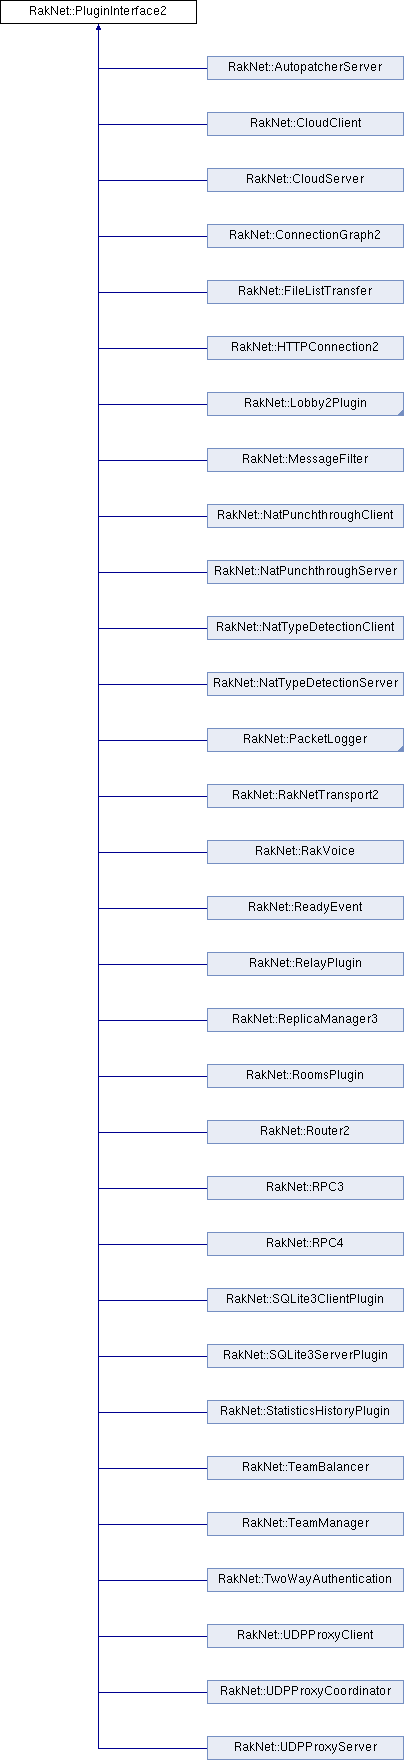 RakNet::PluginInterface2
RakNet::AutopatcherServer
RakNet::CloudClient
RakNet::CloudServer
RakNet::ConnectionGraph2
RakNet::FileListTransfer
RakNet::HTTPConnection2
RakNet::Lobby2Plugin
RakNet::MessageFilter
RakNet::NatPunchthroughClient
RakNet::NatPunchthroughServer
RakNet::NatTypeDetectionClient
RakNet::NatTypeDetectionServer
RakNet::PacketLogger
RakNet::RakNetTransport2
RakNet::RakVoice
RakNet::ReadyEvent
RakNet::RelayPlugin
RakNet::ReplicaManager3
RakNet::RoomsPlugin
RakNet::Router2
RakNet::RPC3
RakNet::RPC4
RakNet::SQLite3ClientPlugin
RakNet::SQLite3ServerPlugin
RakNet::StatisticsHistoryPlugin
RakNet::TeamBalancer
RakNet::TeamManager
RakNet::TwoWayAuthentication
RakNet::UDPProxyClient
RakNet::UDPProxyCoordinator
RakNet::UDPProxyServer